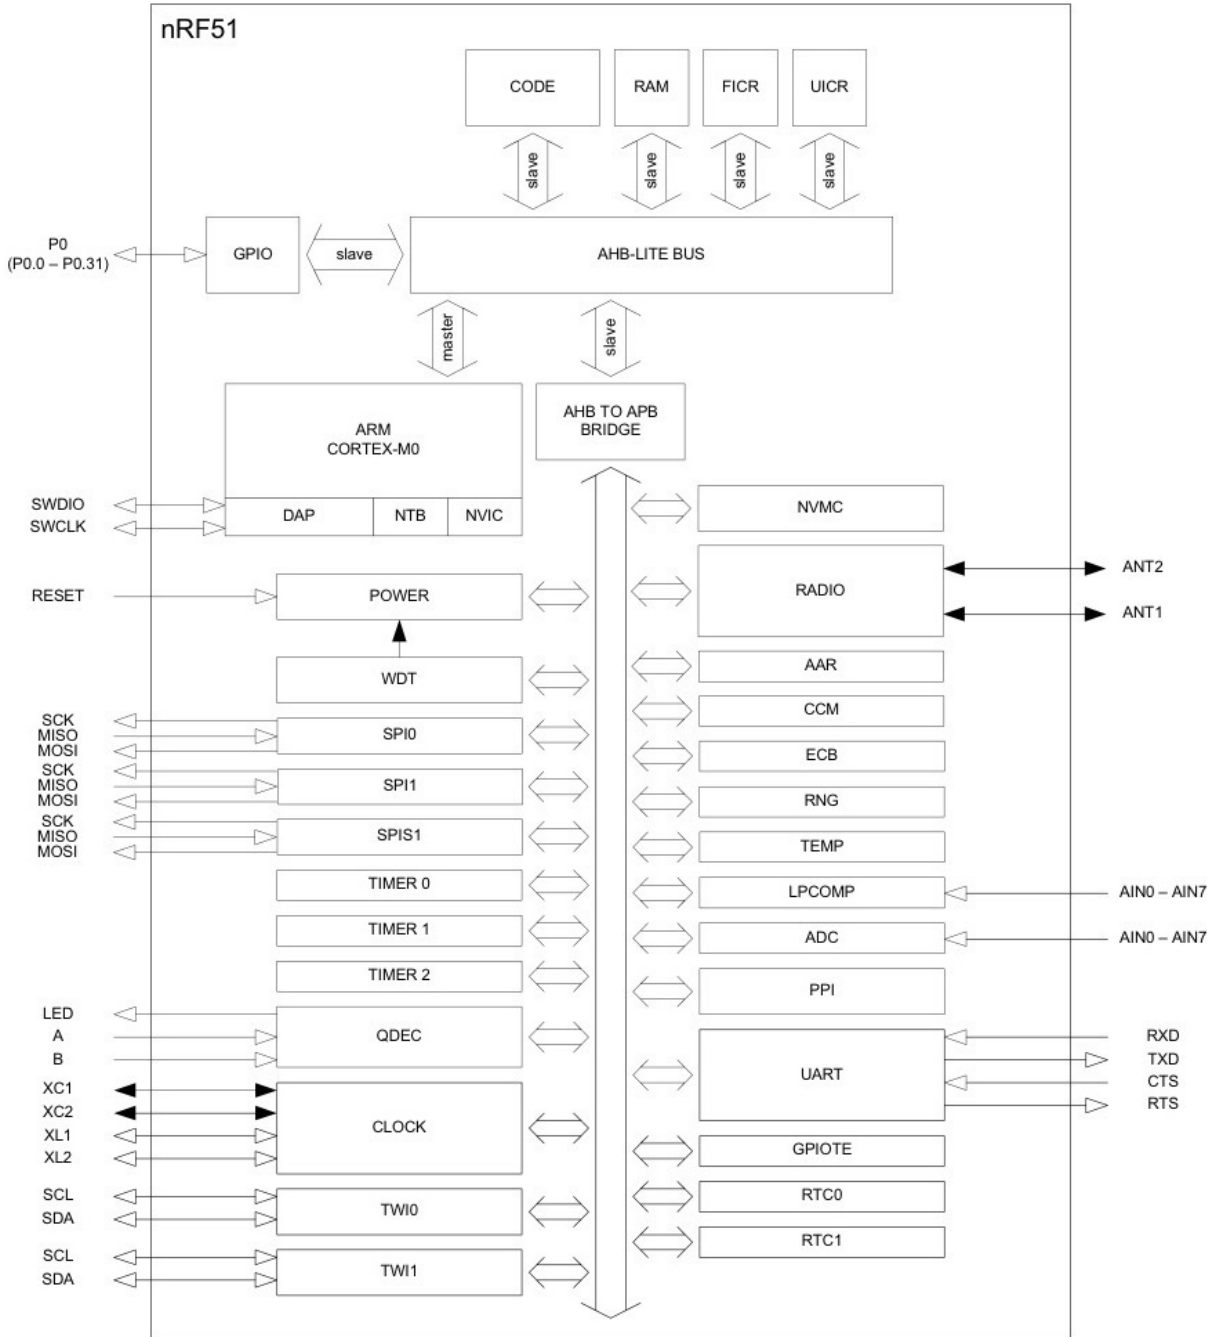 nRF51
CODE
RAM
FICR
UICR
slave
slave
slave
slave
P0
(P0.0 – P0.31)
GPIO
slave
AHB-LITE BUS
master
slave
ARM
CORTEX-M0
AHB TO APB
BRIDGE
SWDIO
SWCLK
DAP
NTB
NVIC
NVMC
RADIO
ANT2
ANT1
RESET
POWER
WDT
AAR
CCM
SCK
MISO
MOSI
SPI0
ECB
SCK
MISO
MOSI
SPI1
RNG
SCK
MISO
MOSI
SPIS1
TEMP
TIMER 0
LPCOMP
AIN0 – AIN7
TIMER 1
ADC
AIN0 – AIN7
TIMER 2
PPI
LED
A
B
QDEC
UART
RXD
TXD
CTS
RTS
XC1
XC2
XL1
XL2
CLOCK
GPIOTE
SCL
SDA
TWI0
RTC0
RTC1
SCL
SDA
TWI1